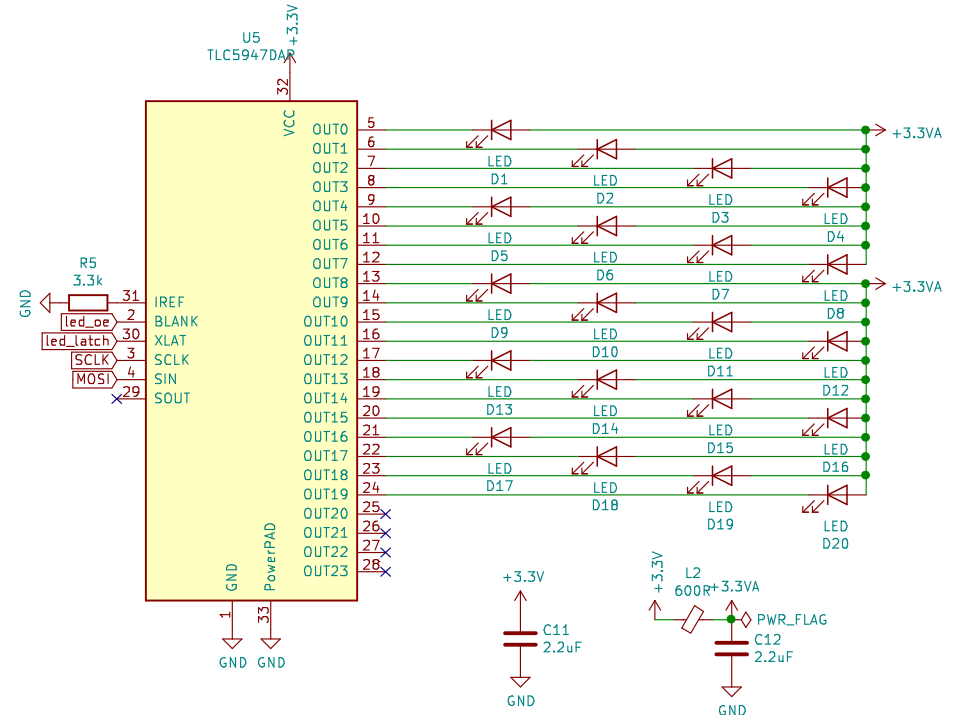 U5
TLC5947DAP
+3.3V
32
VCC
OUT0 5
OUT1 6
OUT2 7
OUT3 8
OUT4 9
OUT5 10
OUT6 11
OUT7 12
OUT8 13
OUT9 14
OUT10 15
OUT11 16
OUT12 17
OUT13 18
OUT14 19
OUT15 20
OUT16 21
OUT17 22
OUT18 23
OUT19 24
OUT20 25
OUT21 26
OUT22 27
OUT23 28
R5
3.3k
GND
31 IREF
led_oe 2 BLANK
led_latch 30 XLAT
SCLK 3 SCLK
MOSI 4 SIN
29 SOUT
GND
PowerPAD
1
33
GND
GND
LED
D1
LED
D2
LED
D3
LED
D4
LED
D5
LED
D6
LED
D7
LED
D8
LED
D9
LED
D10
LED
D11
LED
D12
LED
D13
LED
D14
LED
D15
LED
D16
LED
D17
LED
D18
LED
D19
LED
D20
+3.3VA
+3.3VA
+3.3V
C11
2.2uF
GND
+3.3V
L2
600R
+3.3VA
PWR_FLAG
C12
2.2uF
GND